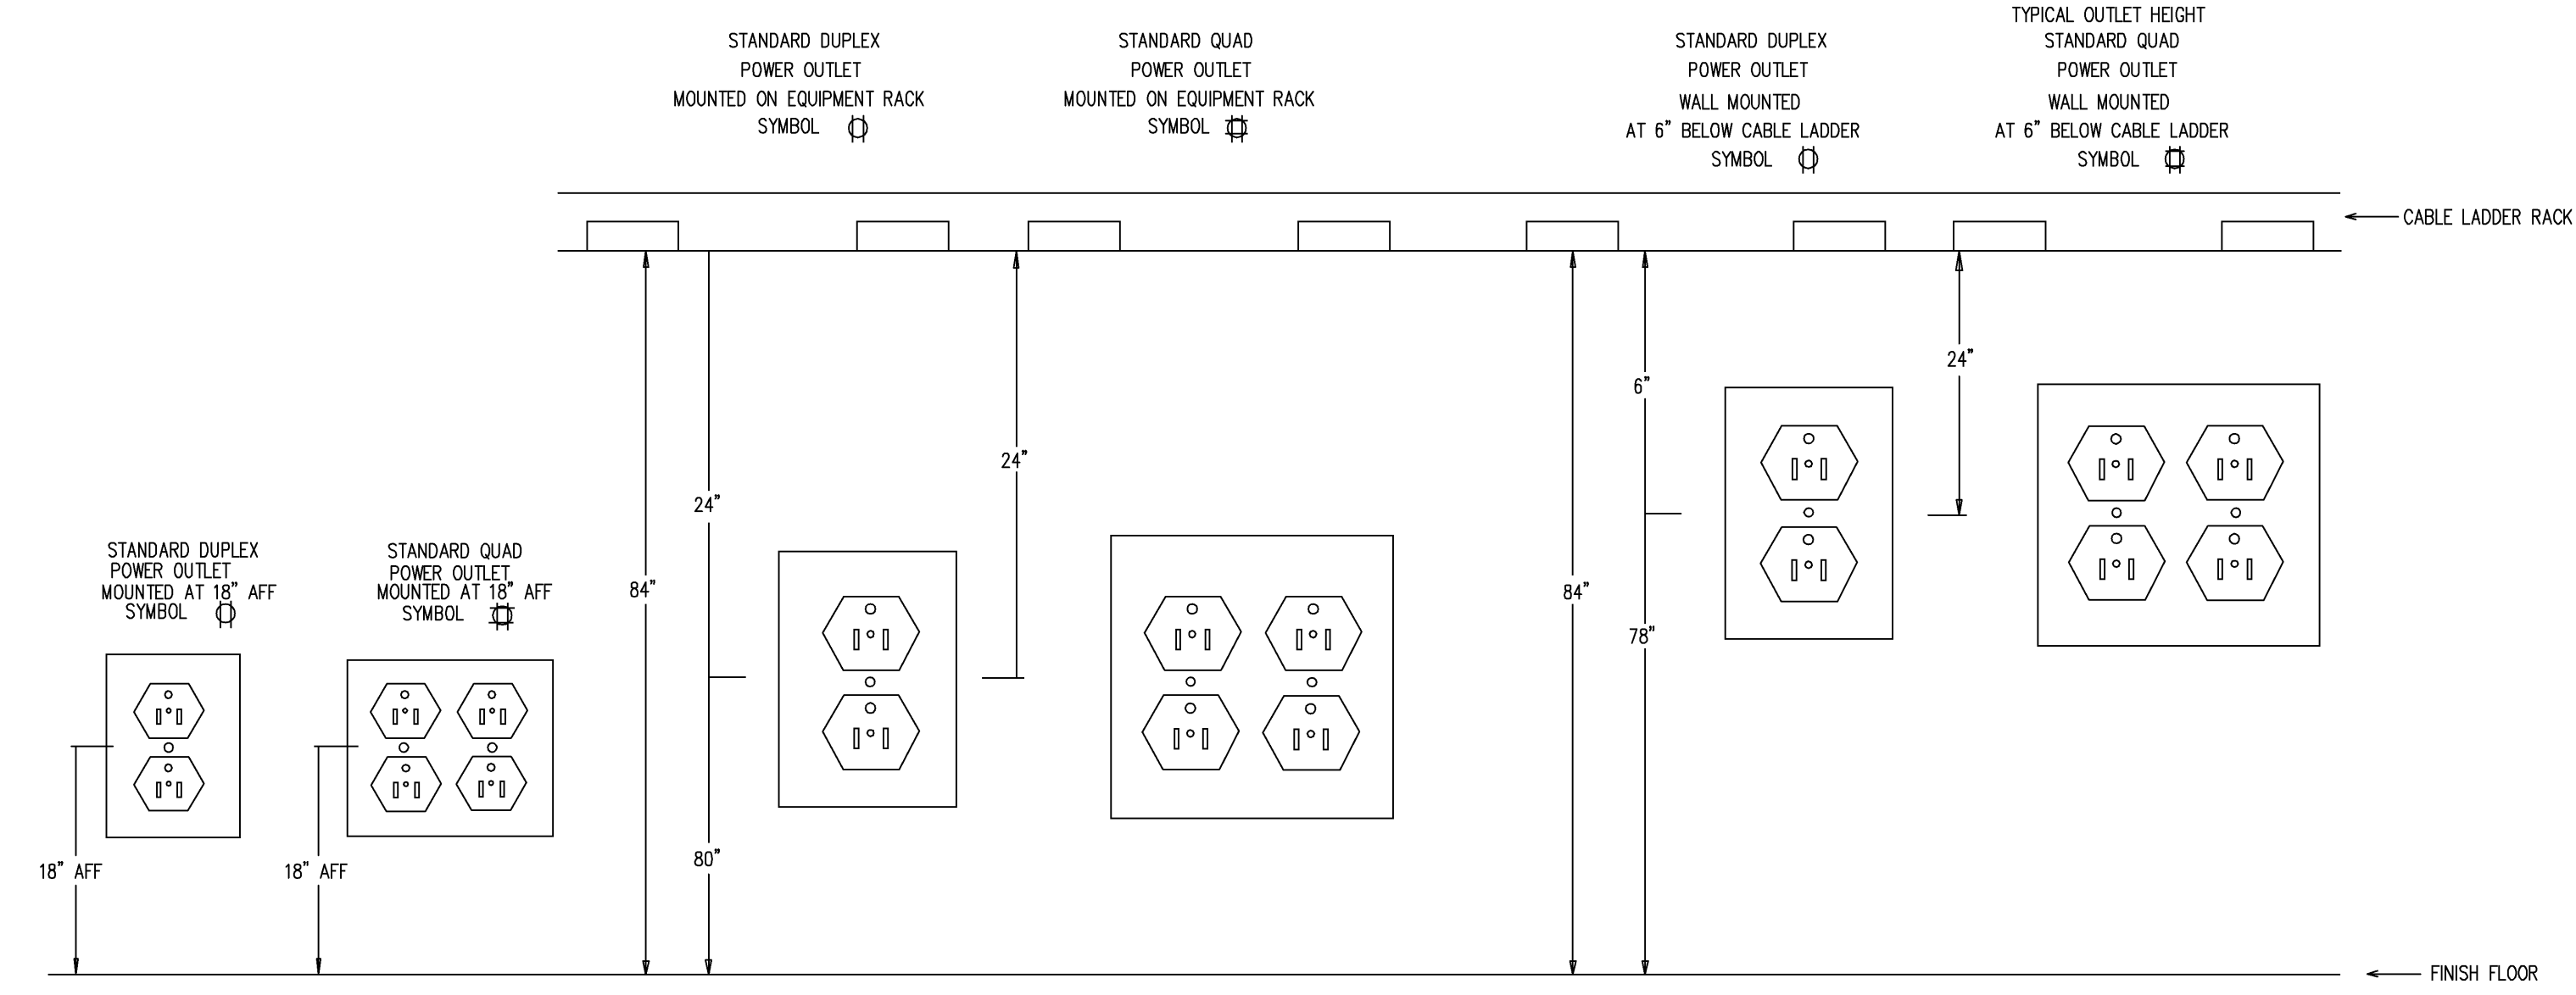 STANDARD DUPLEX
POWER OUTLET
MOUNTED ON EQUIPMENT RACK
SYMBOL
STANDARD QUAD
POWER OUTLET
MOUNTED ON EQUIPMENT RACK
SYMBOL
STANDARD DUPLEX
POWER OUTLET
WALL MOUNTED
AT 6" BELOW CABLE LADDER
SYMBOL
TYPICAL OUTLET HEIGHT
STANDARD QUAD
POWER OUTLET
WALL MOUNTED
AT 6" BELOW CABLE LADDER
SYMBOL
CABLE LADDER RACK
24"
6"
24"
24"
STANDARD DUPLEX
POWER OUTLET
MOUNTED AT 18" AFF
SYMBOL
STANDARD QUAD
POWER OUTLET
MOUNTED AT 18" AFF
SYMBOL
84"
84"
78"
18" AFF
18" AFF
80"
FINISH FLOOR